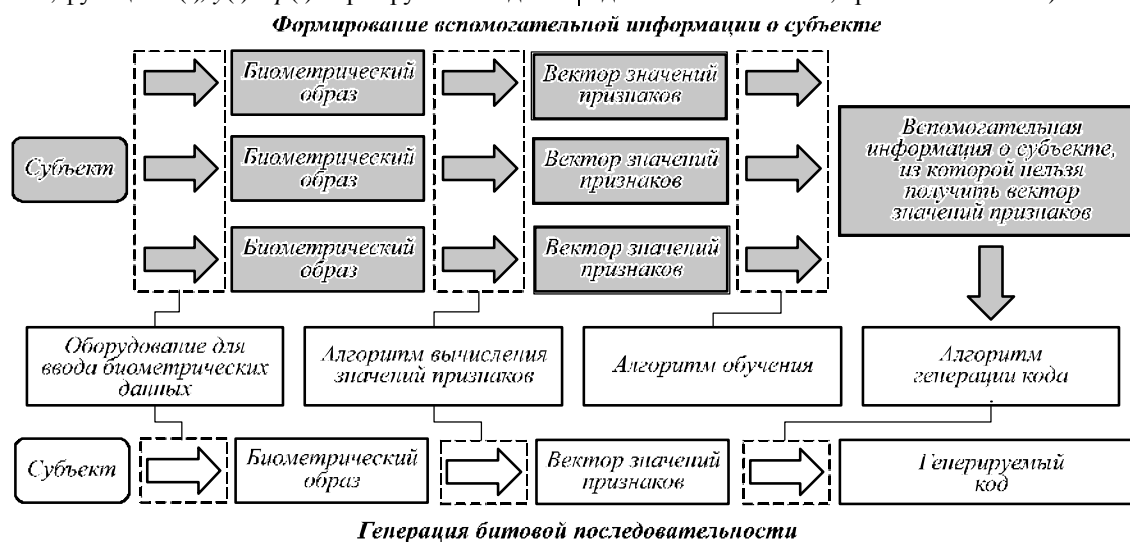 Формирование вспомогательной информации о субъекте
Биометрический
образ
Вектор значений
признаков
Субъект
Биометрический
образ
Вектор значений
признаков
Вспомогательная
информация о субъекте,
из которой нельзя
получить вектор
значений признаков
Биометрический
образ
Вектор значений
признаков
Оборудование для
ввода биометрических
данных
Алгоритм вычисления
значений признаков
Алгоритм обучения
Алгоритм
генерации кода
Субъект
Биометрический
образ
Вектор значений
признаков
Генерируемый
код
Генерация битовой последовательности